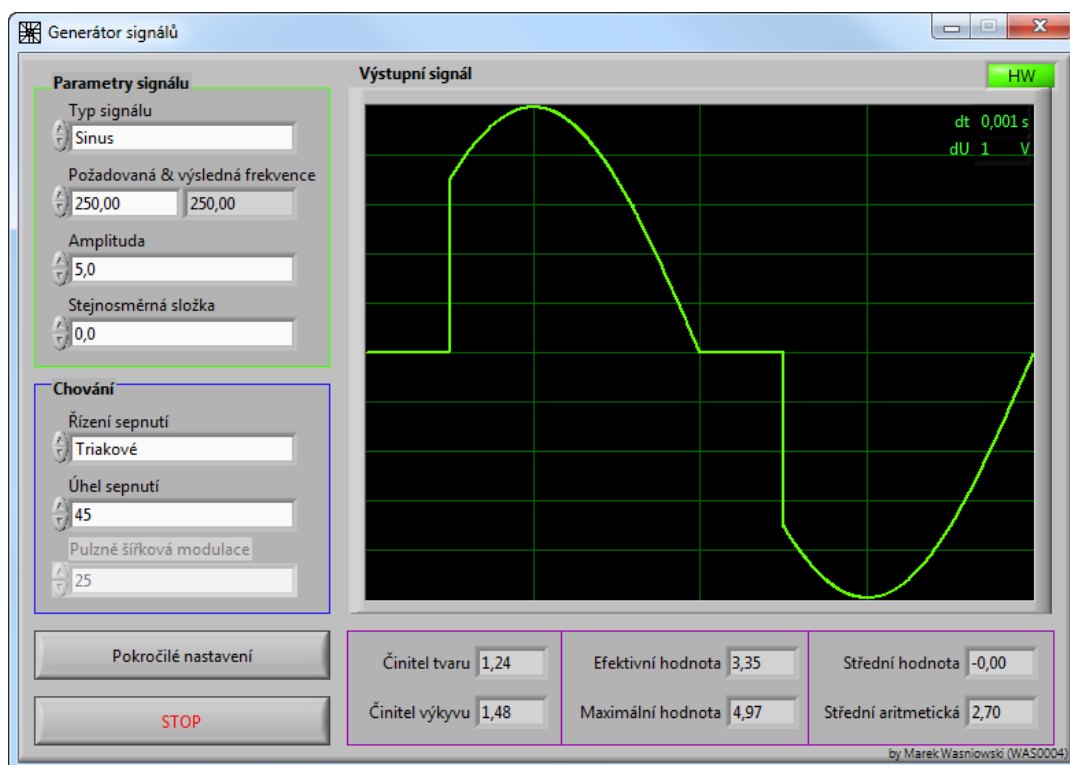 Generátor signálů
Parametry signálu
Typ signálu
Sinus
Požadovaná & výsledná frekvence
250,00 250,00
Amplituda
5,0
Stejnosměrná složka
0,0
Chování
Řízení sepnutí
Triakové
Úhel sepnutí
45
Pulzně šířková modulace
25
Pokročilé nastavení
STOP
Výstupní signál
HW
dt 0,001 s
dU 1 V
Činitel tvaru 1,24
Činitel výkyvu 1,48
Efektivní hodnota 3,35
Maximální hodnota 4,97
Střední hodnota -0,00
Střední aritmetická 2,70
by Marek Wasniowski (WAS0004)